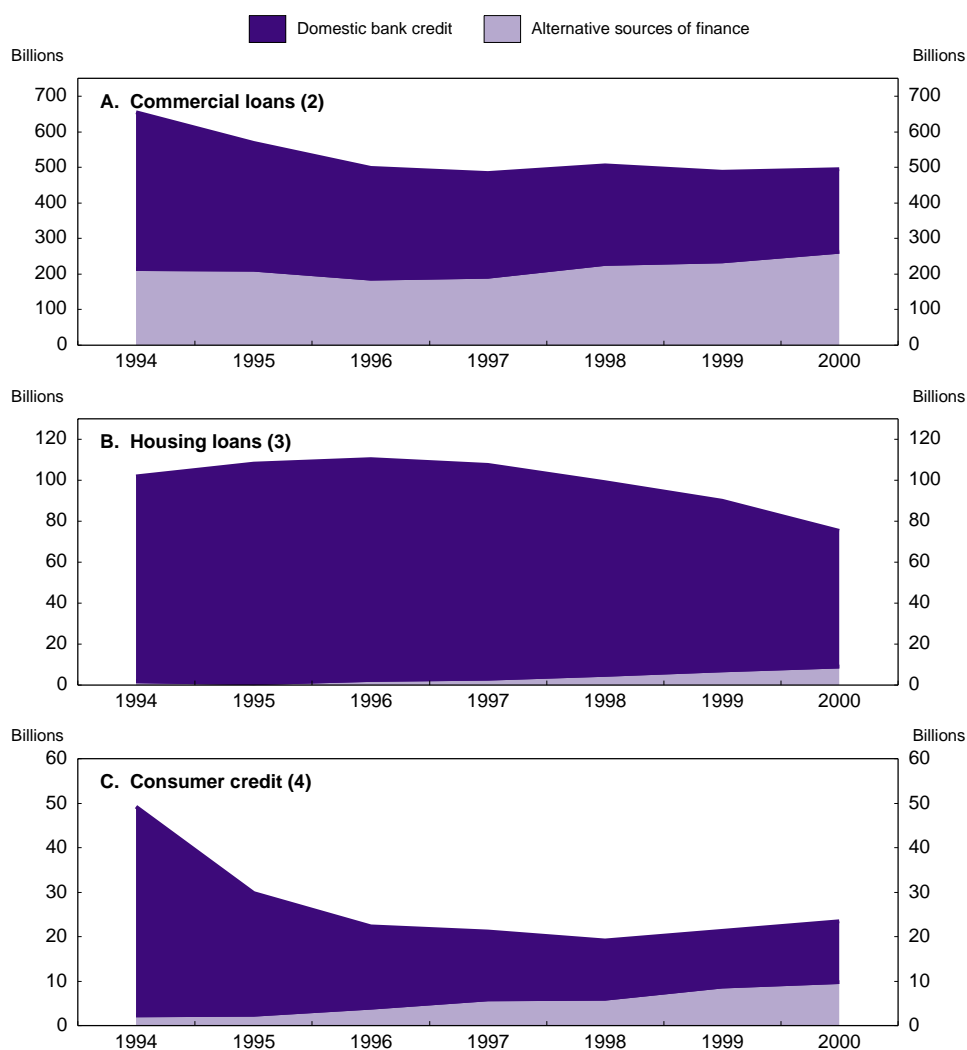 Domestic bank credit Alternative sources of finance
Billions Billions
A. Commercial loans (2)
700 700
600 600
500 500
400 400
300 300
200 200
100 100
0 0
1994 1995 1996 1997 1998 1999 2000
Billions Billions
B. Housing loans (3)
120 120
100 100
80 80
60 60
40 40
20 20
0 0
1994 1995 1996 1997 1998 1999 2000
Billions Billions
60 60
C. Consumer credit (4)
50 50
40 40
30 30
20 20
10 10
0 0
1994 1995 1996 1997 1998 1999 2000